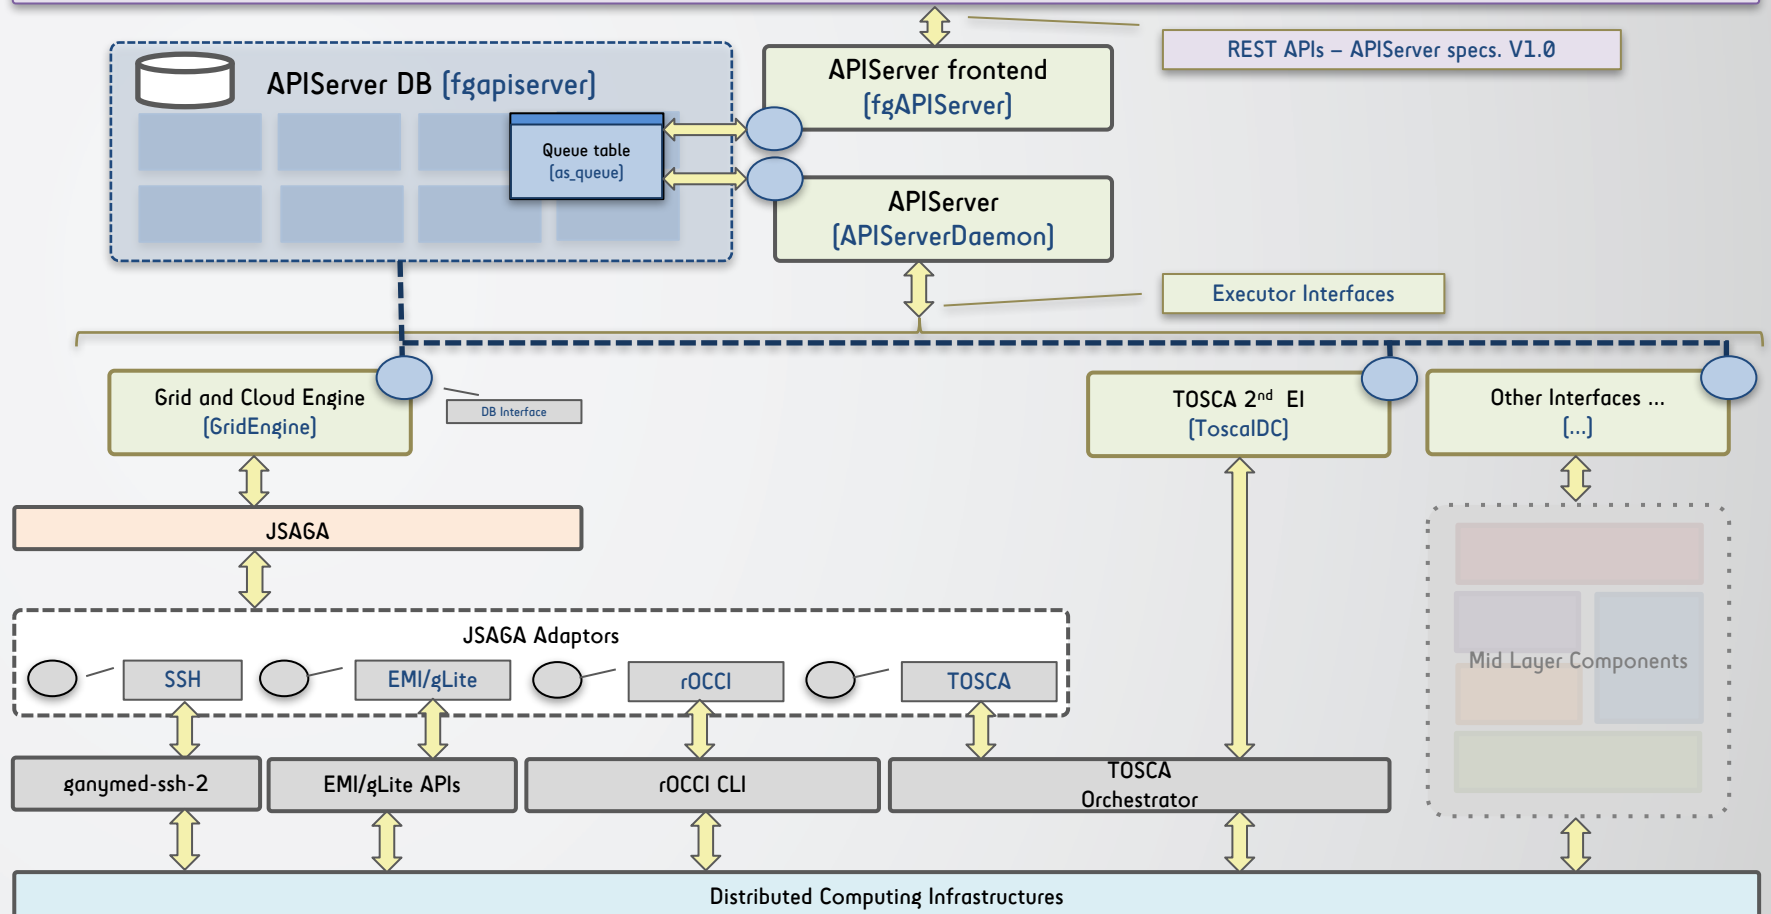 REST APIs – APIServer specs. V1.0
APIServer frontend
[fgAPIServer]
APIServer DB [fgapiserver]
Queue table
[as_queue]
APIServer
[APIServerDaemon]
Executor Interfaces
Grid and Cloud Engine
[GridEngine]
DB Interface
TOSCA 2nd EI
[ToscaIDC]
Other Interfaces ...
[...]
JSAGA
JSAGA Adaptors
SSH
EMI/gLite
rOCCI
TOSCA
Mid Layer Components
ganymed-ssh-2
EMI/gLite APIs
rOCCI CLI
TOSCA
Orchestrator
Distributed Computing Infrastructures